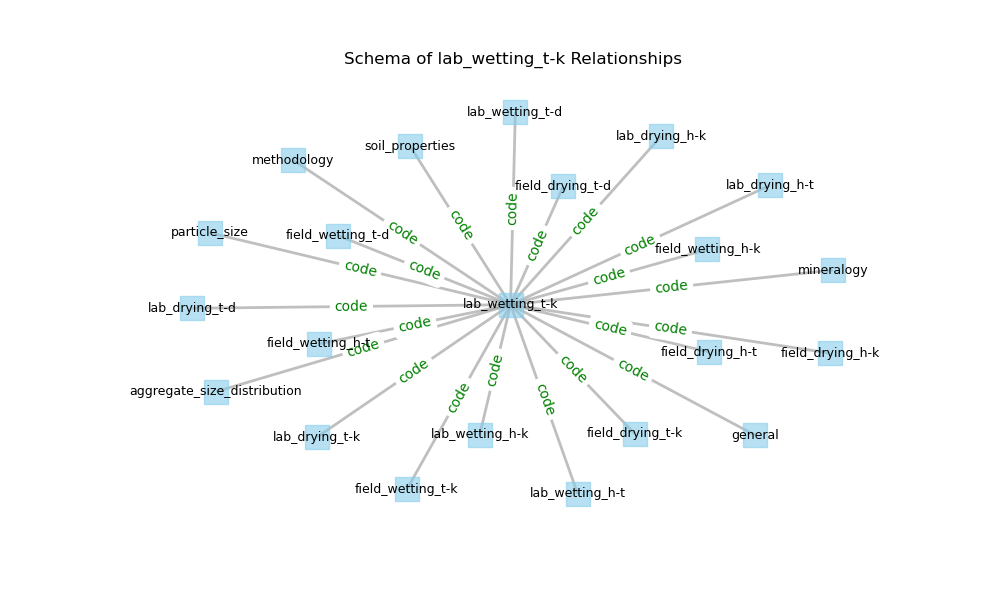 Schema of lab_wetting_t-k Relationships
lab_wetting_t-d
lab_drying_h-k
soil_properties
methodology
field_drying_t-d
lab_drying_h-t
code
code
code
code
particle_size
field_wetting_t-d
code
code
code
field_wetting_h-k
code
code
mineralogy
code
code
lab_wetting_t-k
lab_drying_t-d
code
code
code
code
field_wetting_h-t
code
field_drying_h-t
field_drying_h-k
code
code
code
code
aggregate_size_distribution
code
code
lab_drying_t-k
lab_wetting_h-k
field_drying_t-k
general
field_wetting_t-k
lab_wetting_h-t